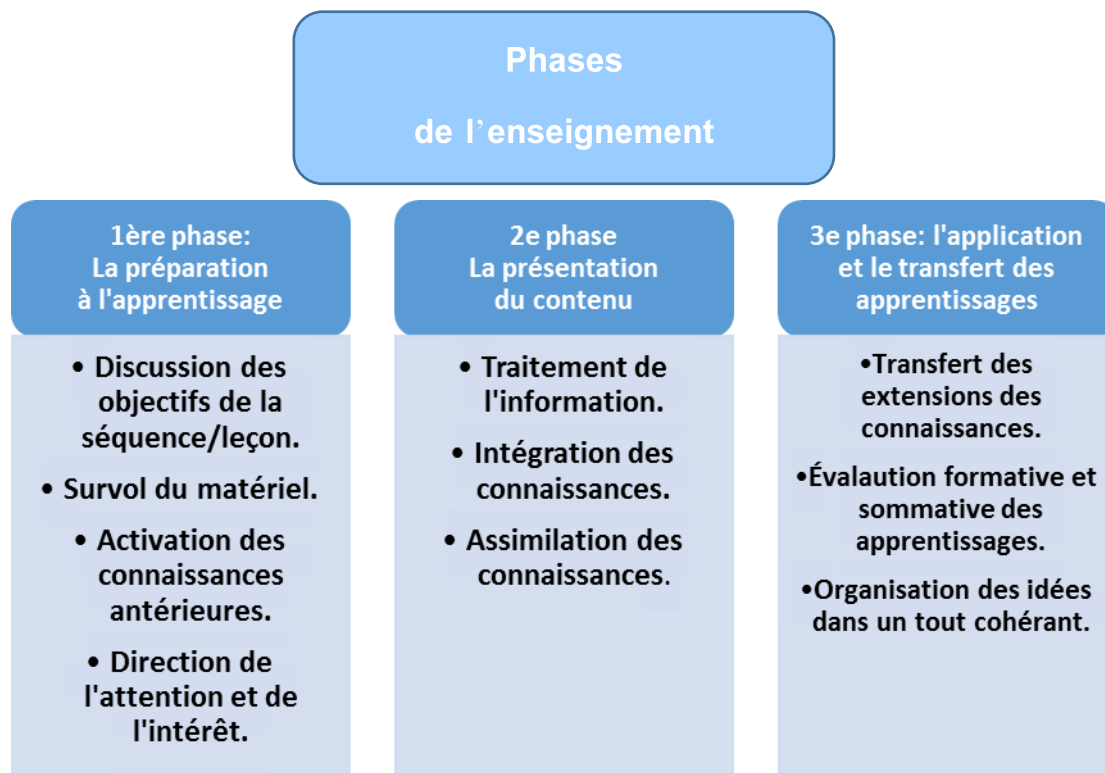 Phases
de l’enseignement
1ère phase:
La préparation
à l'apprentissage
• Discussion des
objectifs de la
séquence/leçon.
• Survol du matériel.
• Activation des
connaissances
antérieures.
• Direction de
l'attention et de
l'intérêt.
2e phase
La présentation
du contenu
• Traitement de
l'information.
• Intégration des
connaissances.
• Assimilation des
connaissances.
3e phase: l'application
et le transfert des
apprentissages
•Transfert des
extensions des
connaissances.
•Évalaution formative et
sommative des
apprentissages.
•Organisation des idées
dans un tout cohérant.